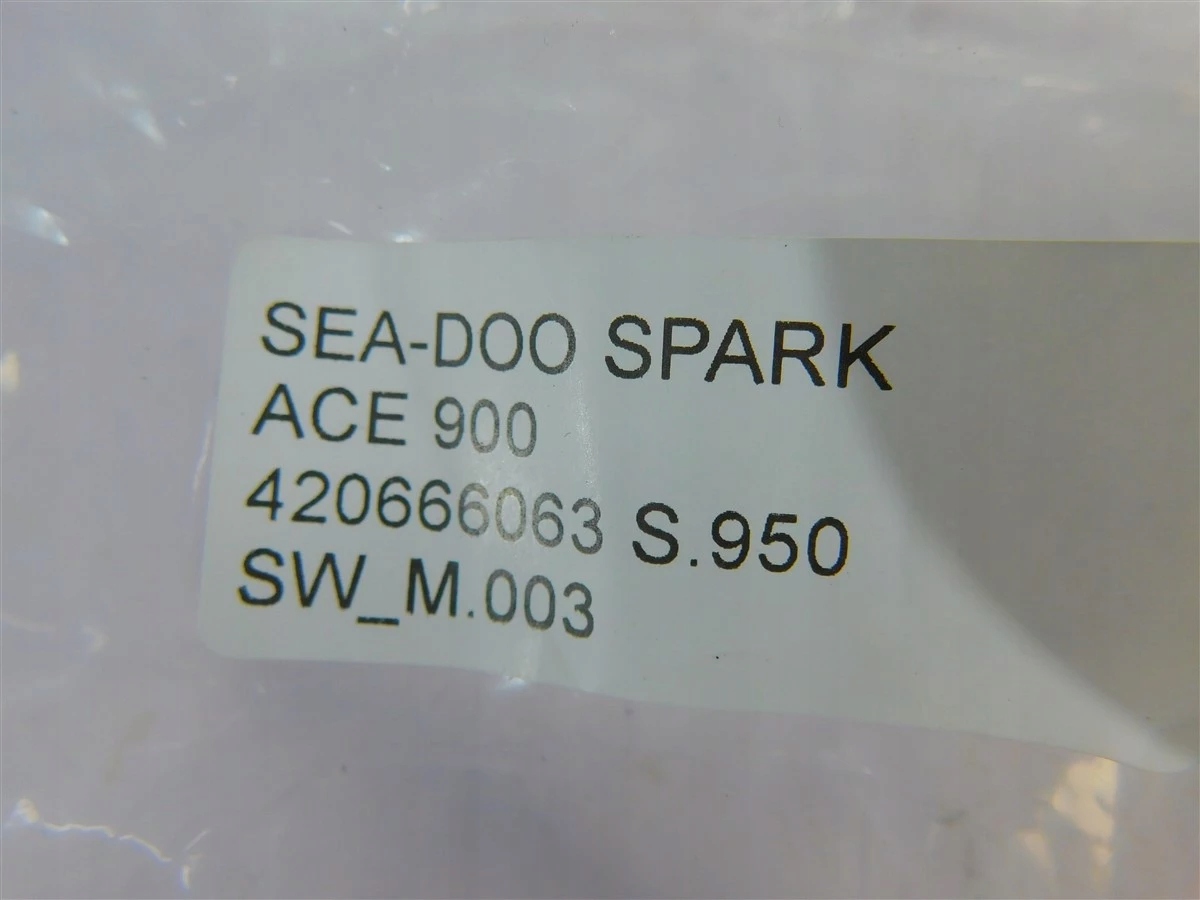 SEA-DOO SPARK
ACE 900
420666063 S.950
SW_M.003